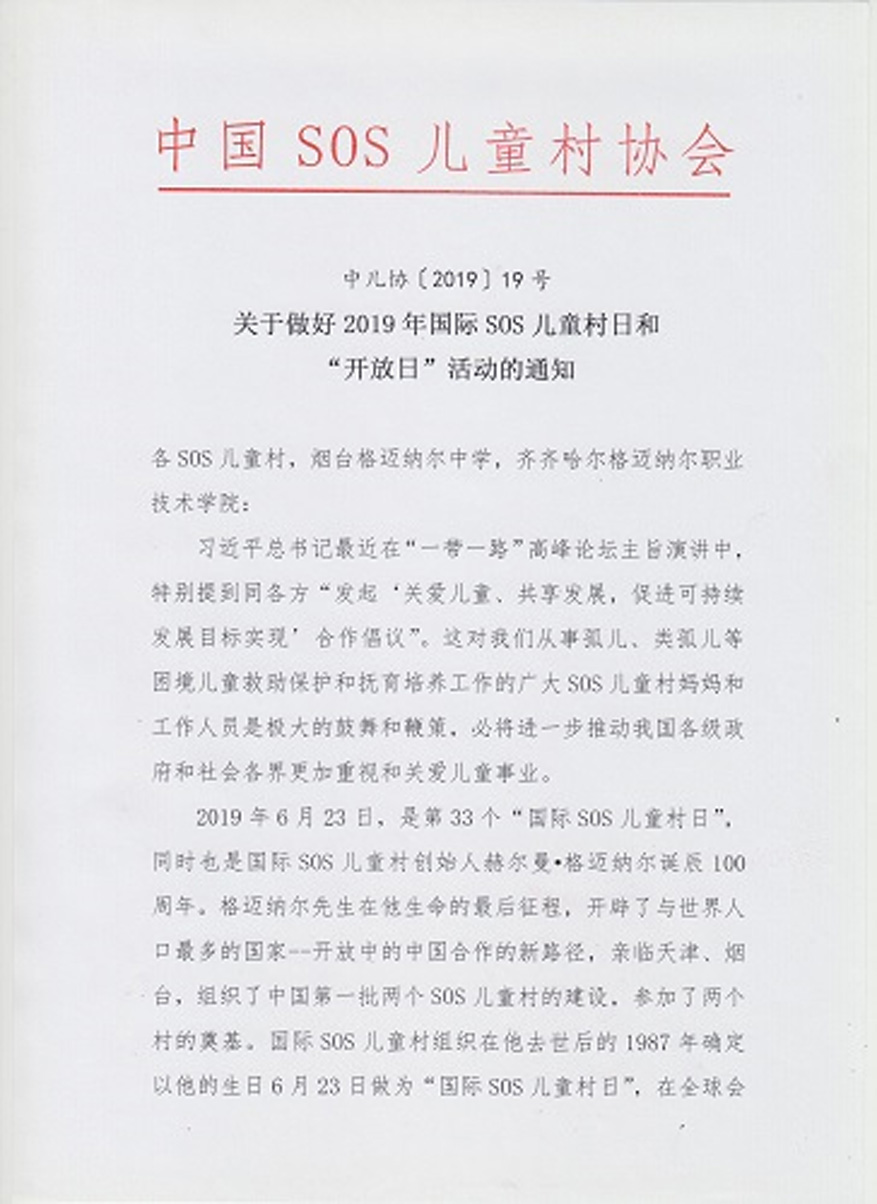 中国 SOS 儿童村协会
中儿协〔2019〕19 号
关于做好 2019 年国际 SOS 儿童村日和
“开放日”活动的通知
各 SOS 儿童村，烟台格迈纳尔中学，齐齐哈尔格迈纳尔职业
技术学院：
习近平总书记最近在“一带一路”高峰论坛主旨演讲中，
特别提到同各方“发起‘关爱儿童、共享发展，促进可持续
发展目标实现’合作倡议”。这对我们从事孤儿、类孤儿等
困境儿童救助保护和抚育培养工作的广大 SOS 儿童村妈妈和
工作人员是极大的鼓舞和鞭策，必将进一步推动我国各级政
府和社会各界更加重视和关爱儿童事业。
2019 年 6 月 23 日，是第 33 个“国际 SOS 儿童村日”，
同时也是国际 SOS 儿童村创始人赫尔曼•格迈纳尔诞辰 100
周年。格迈纳尔先生在他生命的最后征程，开辟了与世界人
口最多的国家--开放中的中国合作的新路径，亲临天津、烟
台，组织了中国第一批两个 SOS 儿童村的建设，参加了两个
村的奠基。国际 SOS 儿童村组织在他去世后的 1987 年确定
以他的生日 6 月 23 日做为“国际 SOS 儿童村日”，在全球会